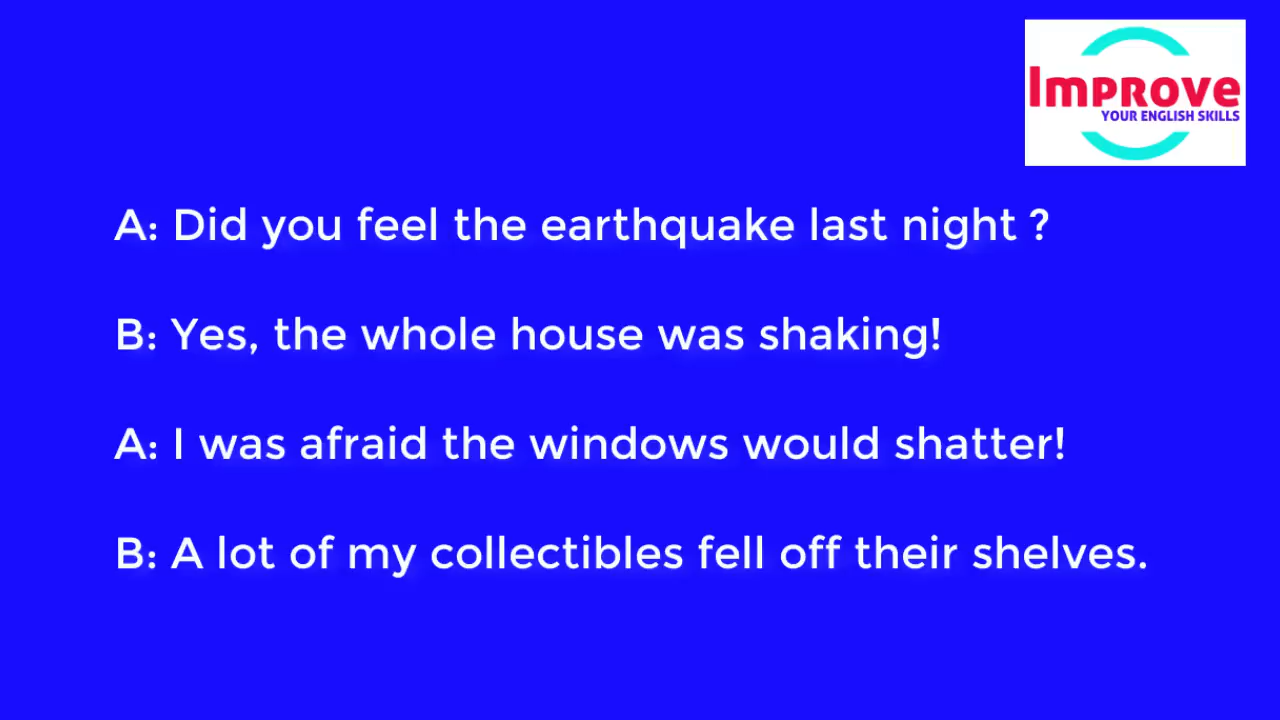 Improve
YOUR ENGLISH SKILLS
A: Did you feel the earthquake last night ?
B: Yes, the whole house was shaking!
A: I was afraid the windows would shatter!
B: A lot of my collectibles fell off their shelves.